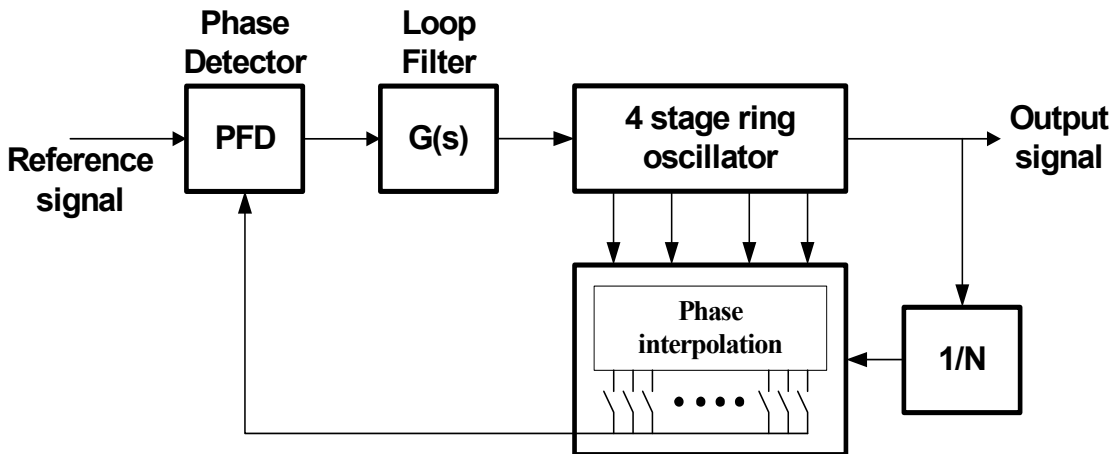 Phase
Detector
Loop
Filter
PFD
G(s)
4 stage ring
oscillator
Output
signal
Reference
signal
Phase
interpolation
1/N